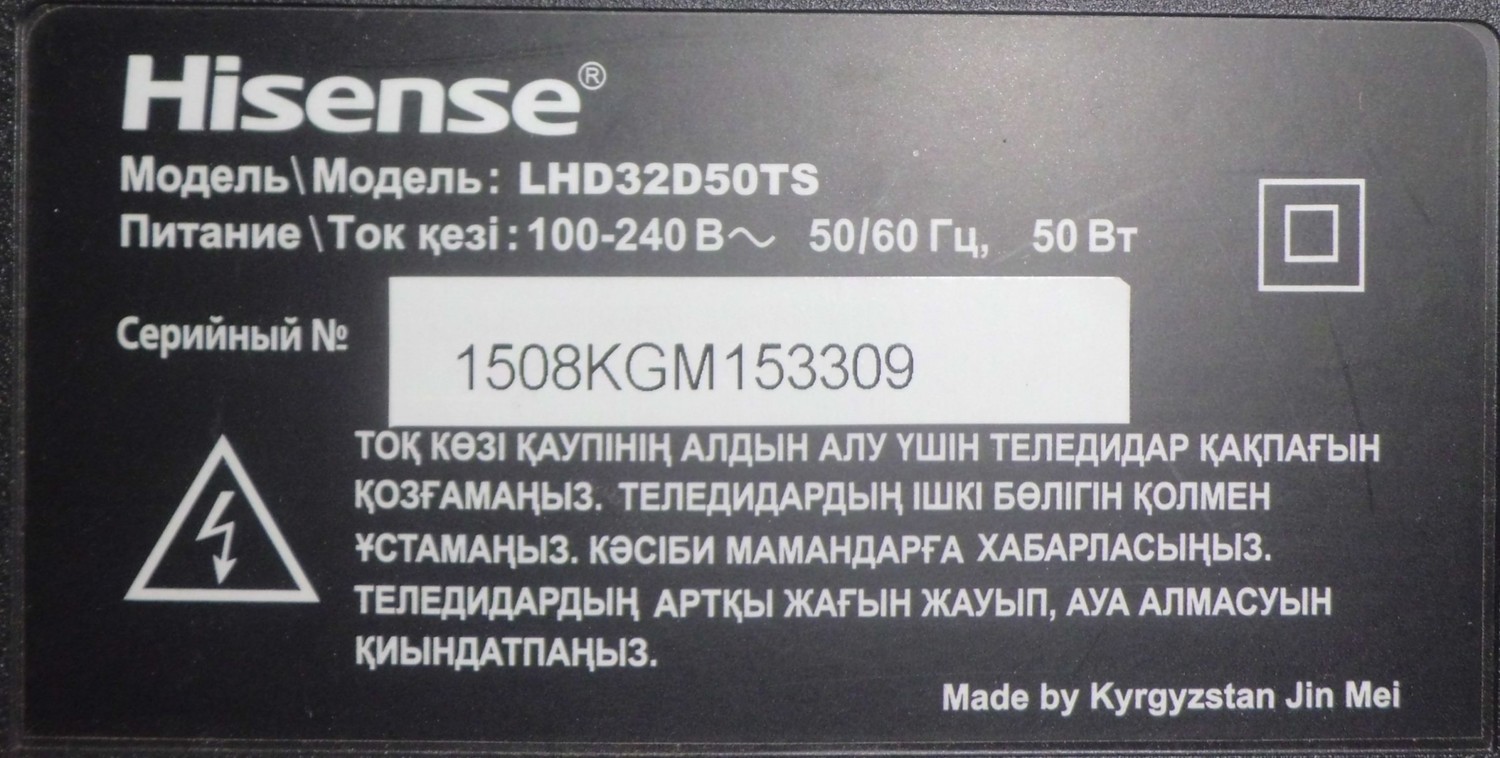 Hisense®
Модель\Модель: LHD32D50TS
Питание\Ток қезі: 100-240 В~ 50/60 Гц, 50 Вт
Серийный №
1508KGM153309
ТОҚ КӨЗІ ҚАУПІНІҢ АЛДЫН АЛУ ҮШІН ТЕЛЕДИДАР ҚАҚПАҒЫН
ҚОЗҒАМАҢЫЗ. ТЕЛЕДИДАРДЫҢ ІШКІ БӨЛІГІН ҚОЛМЕН
ҰСТАМАҢЫЗ. КӘСІБИ МАМАНДАРҒА ХАБАРЛАСЫҢЫЗ.
ТЕЛЕДИДАРДЫҢ АРТҚЫ ЖАҒЫН ЖАУЫП, АУА АЛМАСУЫН
ҚИЫНДАТПАҢЫЗ.
Made by Kyrgyzstan Jin Mei